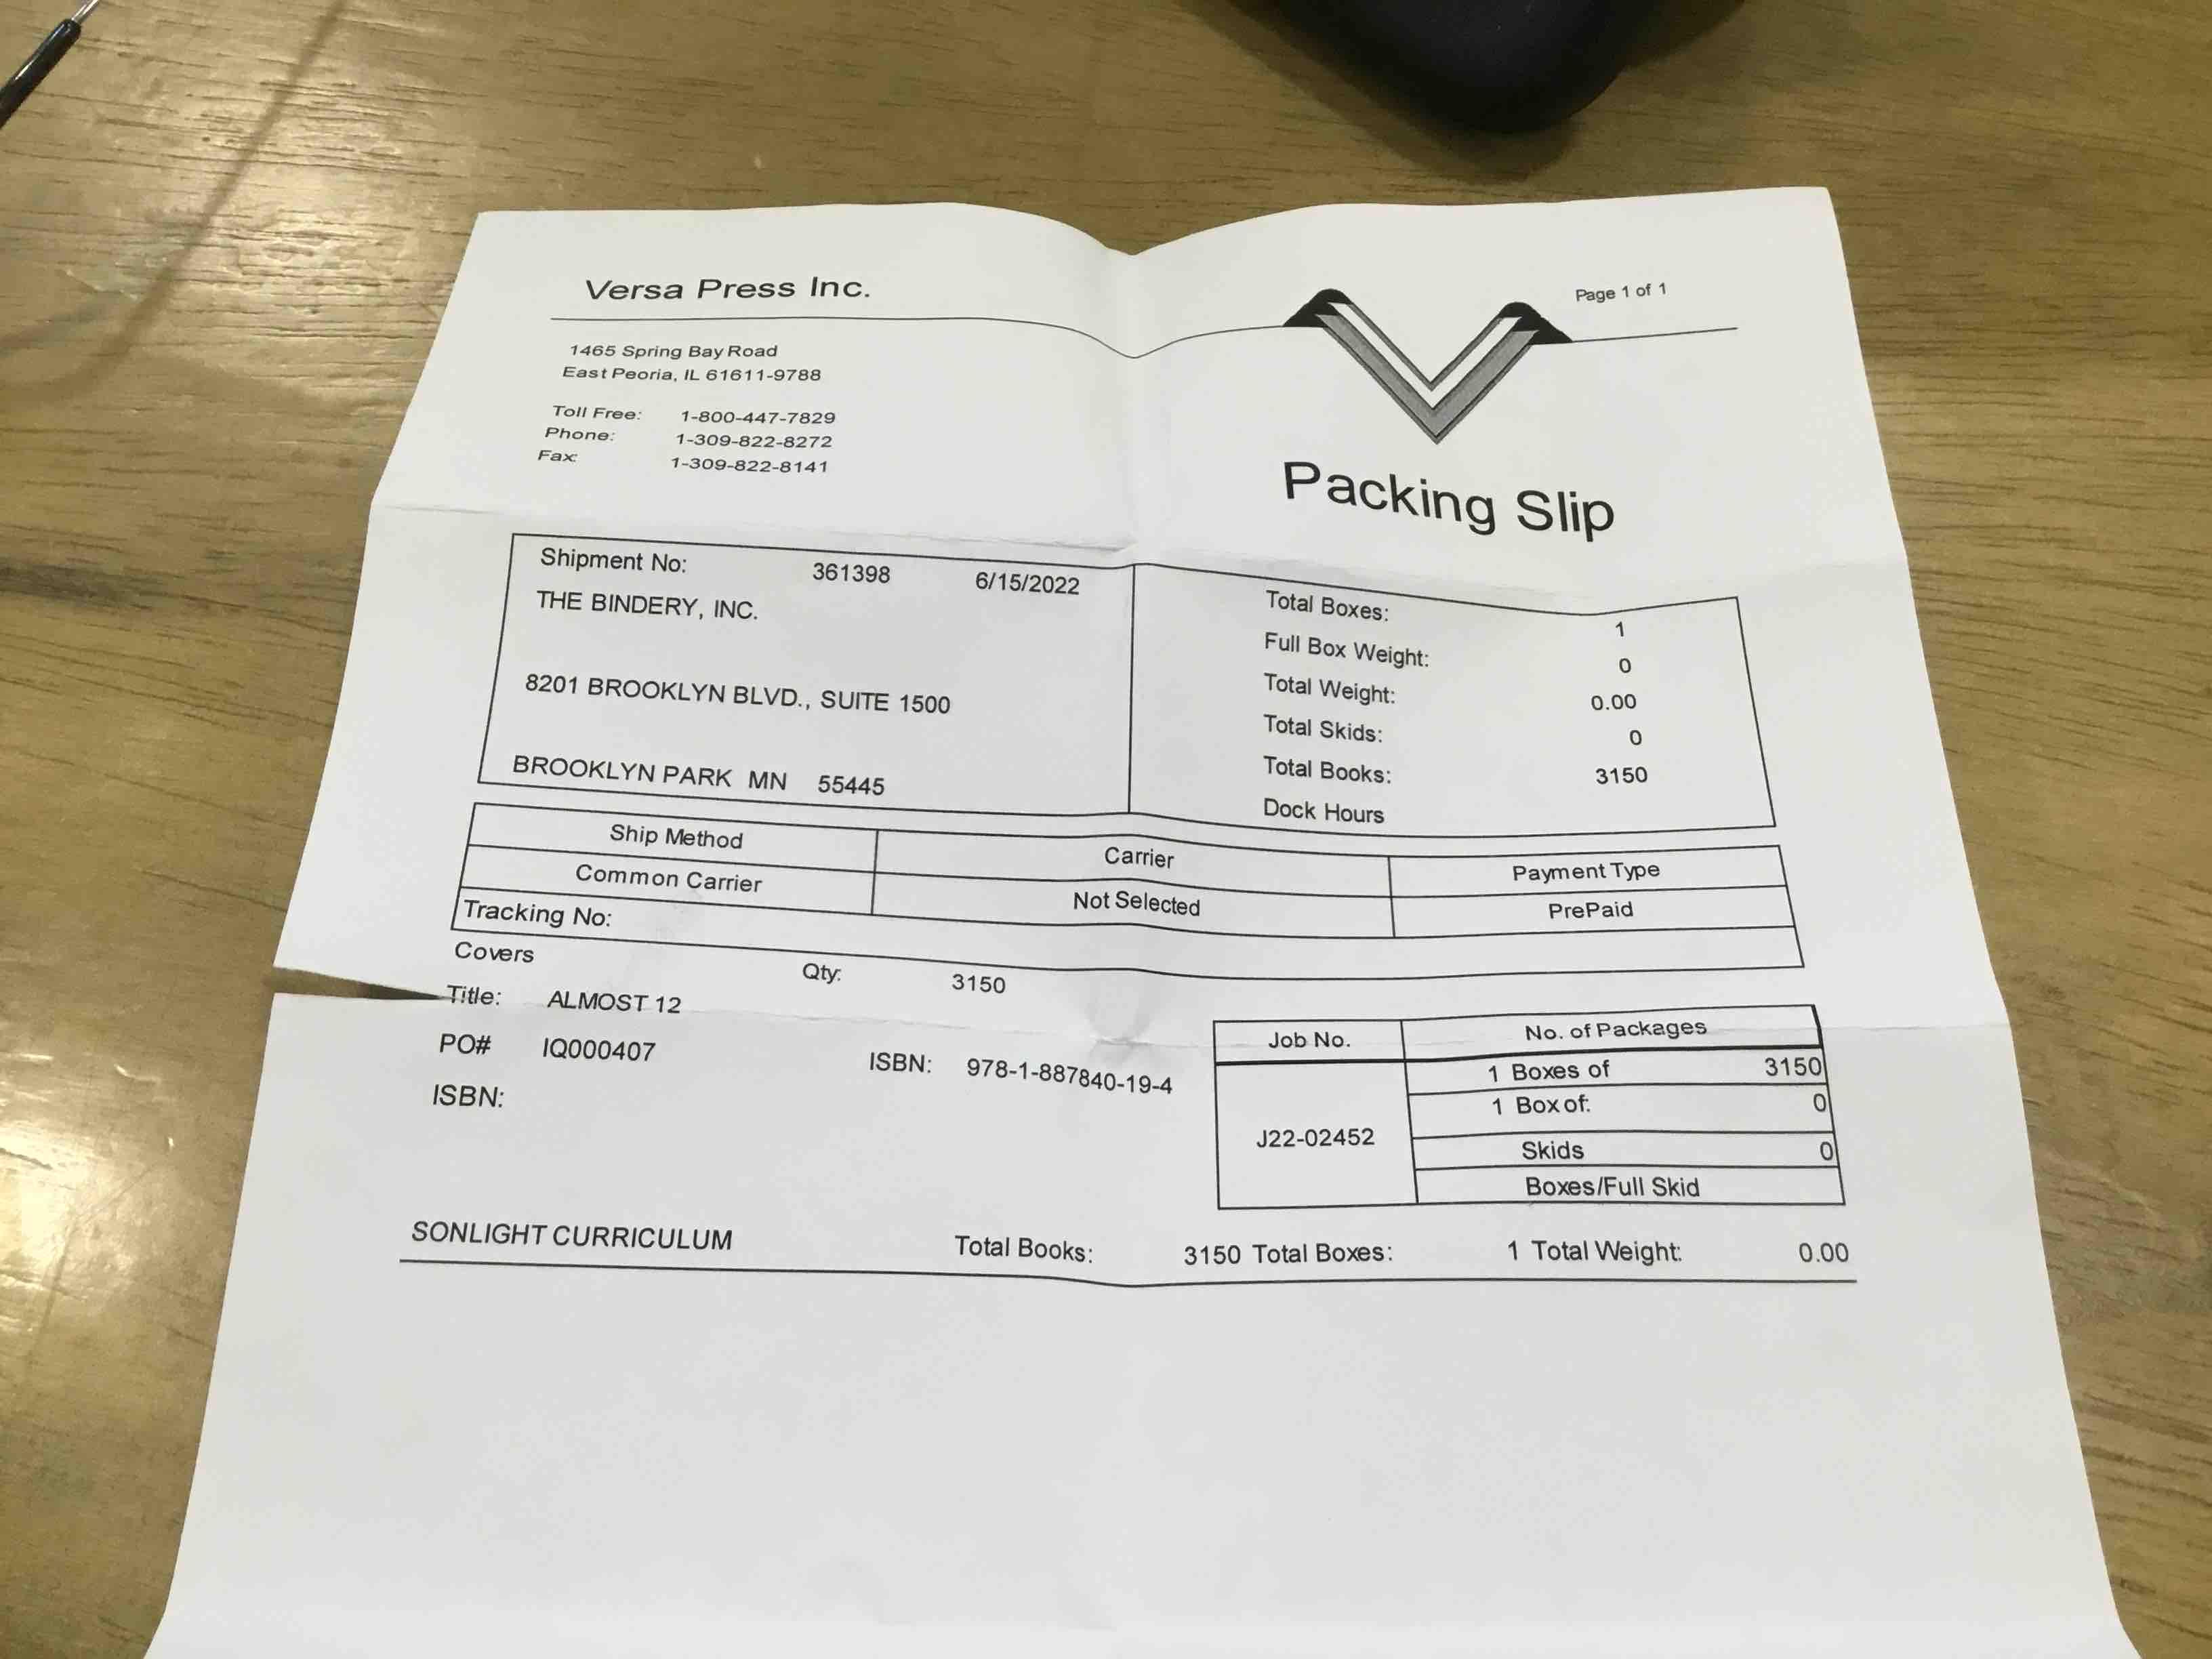 Versa Press Inc.
Page 1 of 1
1465 Spring Bay Road
East Peoria, IL 61611-9788
Toll Free: 1-800-447-7829
Phone: 1-309-822-8272
Fax: 1-309-822-8141
Packing Slip
Shipment No: 361398 6/15/2022
THE BINDERY, INC.
8201 BROOKLYN BLVD., SUITE 1500
BROOKLYN PARK MN 55445
Total Boxes: 1
Full Box Weight: 0
Total Weight: 0.00
Total Skids: 0
Total Books: 3150
Dock Hours
Ship Method Carrier Payment Type
Common Carrier Not Selected PrePaid
Tracking No:
Covers Qty: 3150
Title: ALMOST 12
PO# IQ000407 ISBN: 978-1-887840-19-4
ISBN:
Job No. No. of Packages
J22-02452
1 Boxes of 3150
1 Box of: 0
Skids 0
Boxes/Full Skid
SONLIGHT CURRICULUM Total Books: 3150 Total Boxes: 1 Total Weight: 0.00